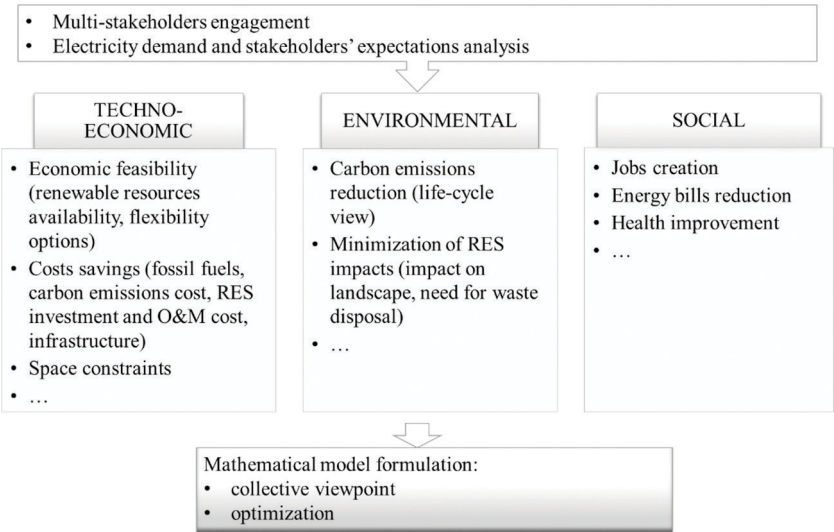 • Multi-stakeholders engagement
• Electricity demand and stakeholders' expectations analysis
TECHNO-
ECONOMIC
• Economic feasibility
(renewable resources
availability, flexibility
options)
• Costs savings (fossil fuels,
carbon emissions cost, RES
investment and O&M cost,
infrastructure)
• Space constraints
• …
ENVIRONMENTAL
• Carbon emissions
reduction (life-cycle
view)
• Minimization of RES
impacts (impact on
landscape, need for waste
disposal)
• …
SOCIAL
• Jobs creation
• Energy bills reduction
• Health improvement
• …
Mathematical model formulation:
• collective viewpoint
• optimization